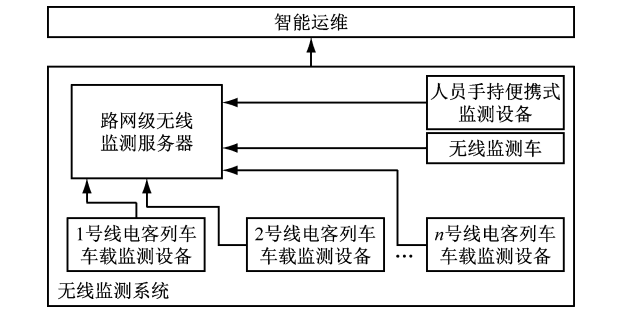 智能运维
路网级无线
监测服务器
人员手持便携式
监测设备
无线监测车
1号线电客列车
车载监测设备
2号线电客列车
车载监测设备
…
n号线电客列车
车载监测设备
无线监测系统